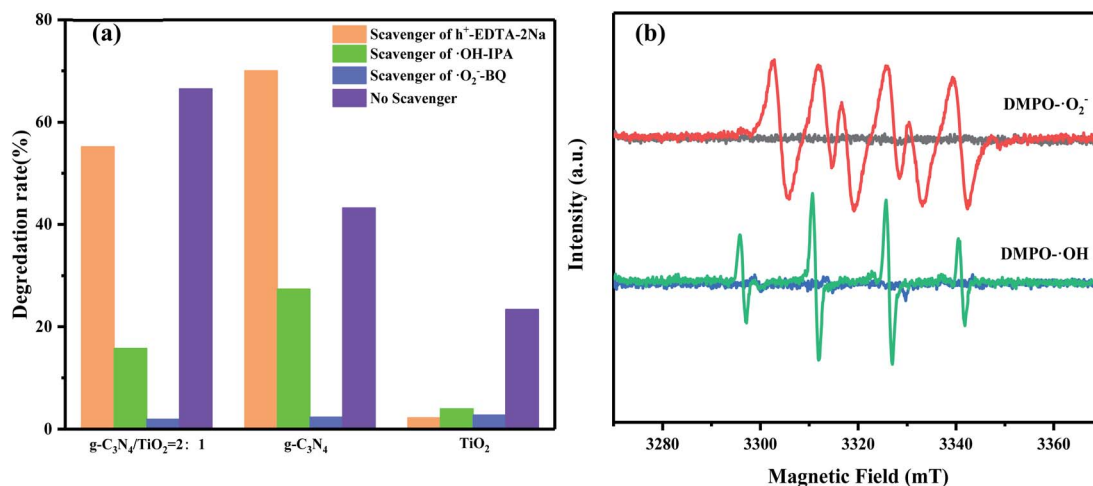 (a)
Scavenger of h⁺-EDTA-2Na
Scavenger of ·OH-IPA
Scavenger of ·O₂⁻-BQ
No Scavenger
Degredation rate(%)
80
60
40
20
0
g-C₃N₄/TiO₂=2: 1
g-C₃N₄
TiO₂
(b)
DMPO-·O₂⁻
DMPO-·OH
Intensity (a.u.)
3280
3300
3320
3340
3360
Magnetic Field (mT)